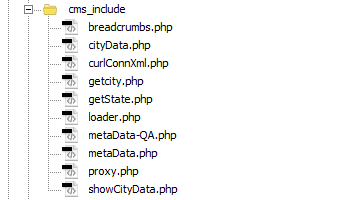 cms_include
breadcrumbs.php
cityData.php
curlConnXml.php
getcity.php
getState.php
loader.php
metaData-QA.php
metaData.php
proxy.php
showCityData.php